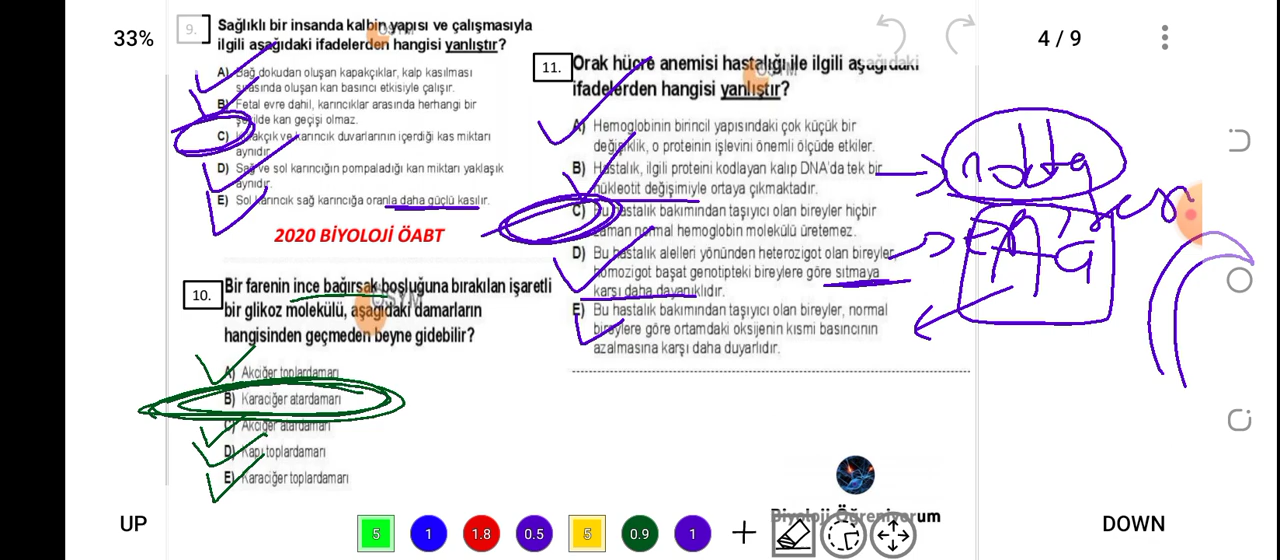 33%
4 / 9
9.
Sağlıklı bir insanda kalbin yapısı ve çalışmasıyla
ilgili aşağıdaki ifadelerden hangisi yanlıştır?
A) Bağ dokudan oluşan kapakçıklar, kalp kasılması
sırasında oluşan kan basıncı etkisiyle çalışır.
B) Fetal evre dahil, karıncıklar arasında herhangi bir
şekilde kan geçişi olmaz.
C) Kulakçık ve karıncık duvarlarının içerdiği kas miktarı
aynıdır.
D) Sağ ve sol karıncığın pompaladığı kan miktarı yaklaşık
aynıdır.
E) Sol karıncık sağ karıncığa oranla daha güçlü kasılır.
2020 BİYOLOJİ ÖABT
10.
Bir farenin ince bağırsak boşluğuna bırakılan işaretli
bir glikoz molekülü, aşağıdaki damarların
hangisinden geçmeden beyne gidebilir?
A) Akciğer toplardamarı
B) Karaciğer atardamarı
C) Akciğer atardamarı
D) Kapı toplardamarı
E) Karaciğer toplardamarı
11.
Orak hücre anemisi hastalığı ile ilgili aşağıdaki
ifadelerden hangisi yanlıştır?
A) Hemoglobinin birincil yapısındaki çok küçük bir
değişiklik, o proteinin işlevini önemli ölçüde etkiler.
B) Hastalık, ilgili proteini kodlayan kalıp DNA'da tek bir
nükleotit değişimiyle ortaya çıkmaktadır.
C) Bu hastalık bakımından taşıyıcı olan bireyler hiçbir
zaman normal hemoglobin molekülü üretemez.
D) Bu hastalık alelleri yönünden heterozigot olan bireyler,
homozigot başat genotipteki bireylere göre sıtmaya
karşı daha dayanıklıdır.
E) Bu hastalık bakımından taşıyıcı olan bireyler, normal
bireylere göre ortamdaki oksijenin kısmi basıncının
azalmasına karşı daha duyarlıdır.
Biyoloji Öğreniyorum
UP
5
1
1.8
0.5
5
0.9
1
DOWN